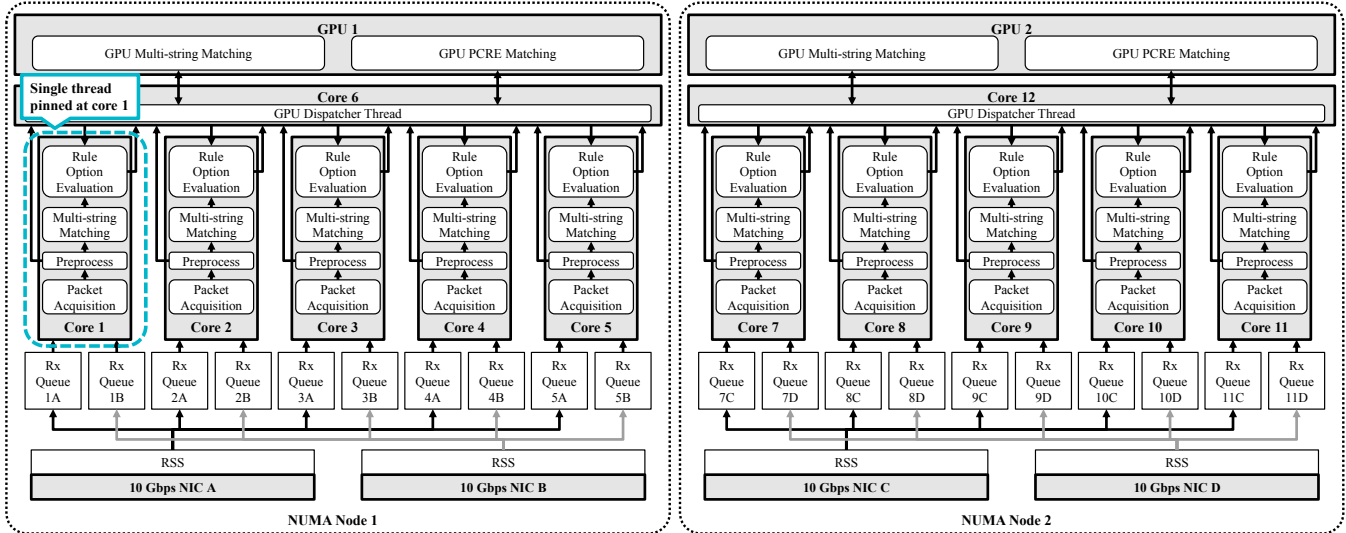 GPU 1
GPU Multi-string Matching
GPU PCRE Matching
Single thread
pinned at core 1
Core 6
GPU Dispatcher Thread
Rule
Option
Evaluation
Multi-string
Matching
Preprocess
Packet
Acquisition
Core 1
Rule
Option
Evaluation
Multi-string
Matching
Preprocess
Packet
Acquisition
Core 2
Rule
Option
Evaluation
Multi-string
Matching
Preprocess
Packet
Acquisition
Core 3
Rule
Option
Evaluation
Multi-string
Matching
Preprocess
Packet
Acquisition
Core 4
Rule
Option
Evaluation
Multi-string
Matching
Preprocess
Packet
Acquisition
Core 5
Rx
Queue
1A
Rx
Queue
1B
Rx
Queue
2A
Rx
Queue
2B
Rx
Queue
3A
Rx
Queue
3B
Rx
Queue
4A
Rx
Queue
4B
Rx
Queue
5A
Rx
Queue
5B
RSS
10 Gbps NIC A
RSS
10 Gbps NIC B
NUMA Node 1
GPU 2
GPU Multi-string Matching
GPU PCRE Matching
Core 12
GPU Dispatcher Thread
Rule
Option
Evaluation
Multi-string
Matching
Preprocess
Packet
Acquisition
Core 7
Rule
Option
Evaluation
Multi-string
Matching
Preprocess
Packet
Acquisition
Core 8
Rule
Option
Evaluation
Multi-string
Matching
Preprocess
Packet
Acquisition
Core 9
Rule
Option
Evaluation
Multi-string
Matching
Preprocess
Packet
Acquisition
Core 10
Rule
Option
Evaluation
Multi-string
Matching
Preprocess
Packet
Acquisition
Core 11
Rx
Queue
7C
Rx
Queue
7D
Rx
Queue
8C
Rx
Queue
8D
Rx
Queue
9C
Rx
Queue
9D
Rx
Queue
10C
Rx
Queue
10D
Rx
Queue
11C
Rx
Queue
11D
RSS
10 Gbps NIC C
RSS
10 Gbps NIC D
NUMA Node 2